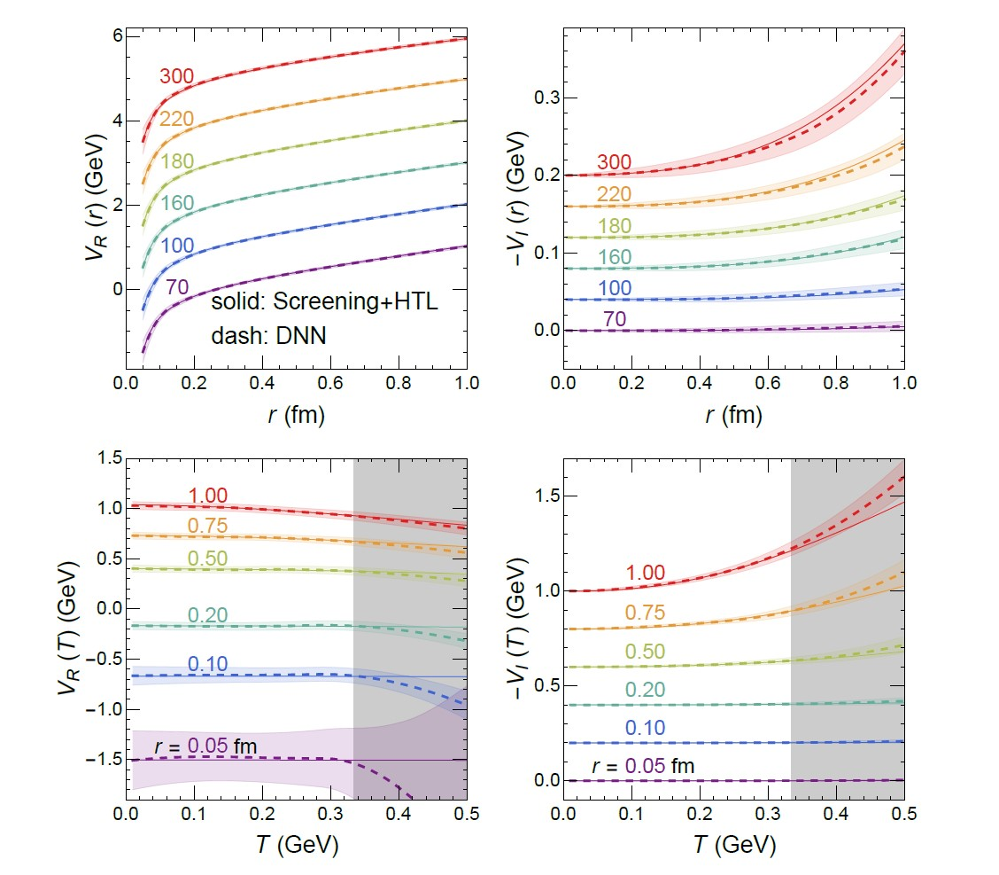 6
4
2
0
V_R (r) (GeV)
300
220
180
160
100
70
solid: Screening+HTL
dash: DNN
0.0 0.2 0.4 0.6 0.8 1.0
r (fm)
0.3
0.2
0.1
0.0
−V_I (r) (GeV)
300
220
180
160
100
70
0.0 0.2 0.4 0.6 0.8 1.0
r (fm)
1.5
1.0
0.5
0.0
−0.5
−1.0
−1.5
V_R (T) (GeV)
1.00
0.75
0.50
0.20
0.10
r = 0.05 fm
0.0 0.1 0.2 0.3 0.4 0.5
T (GeV)
1.5
1.0
0.5
0.0
−V_I (T) (GeV)
1.00
0.75
0.50
0.20
0.10
r = 0.05 fm
0.0 0.1 0.2 0.3 0.4 0.5
T (GeV)